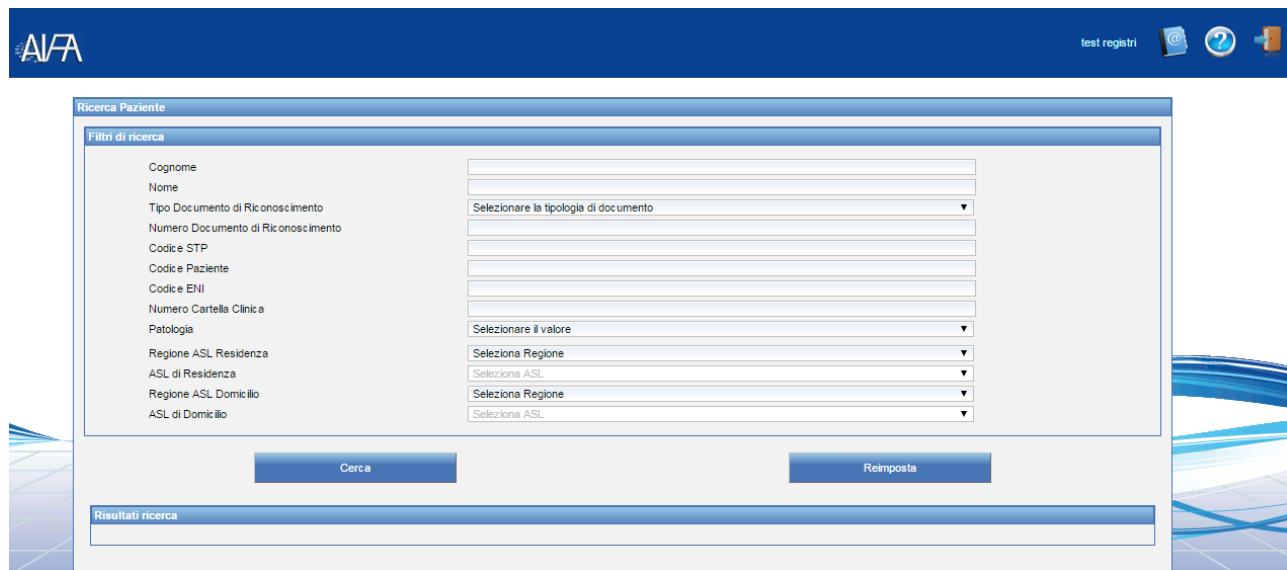 AIFA
test registri
Ricerca Paziente
Filtri di ricerca
Cognome
Nome
Tipo Documento di Riconoscimento Selezionare la tipologia di documento
Numero Documento di Riconoscimento
Codice STP
Codice Paziente
Codice ENI
Numero Cartella Clinica
Patologia Selezionare il valore
Regione ASL Residenza Seleziona Regione
ASL di Residenza Seleziona ASL
Regione ASL Domicilio Seleziona Regione
ASL di Domicilio Seleziona ASL
Cerca Reimposta
Risultati ricerca